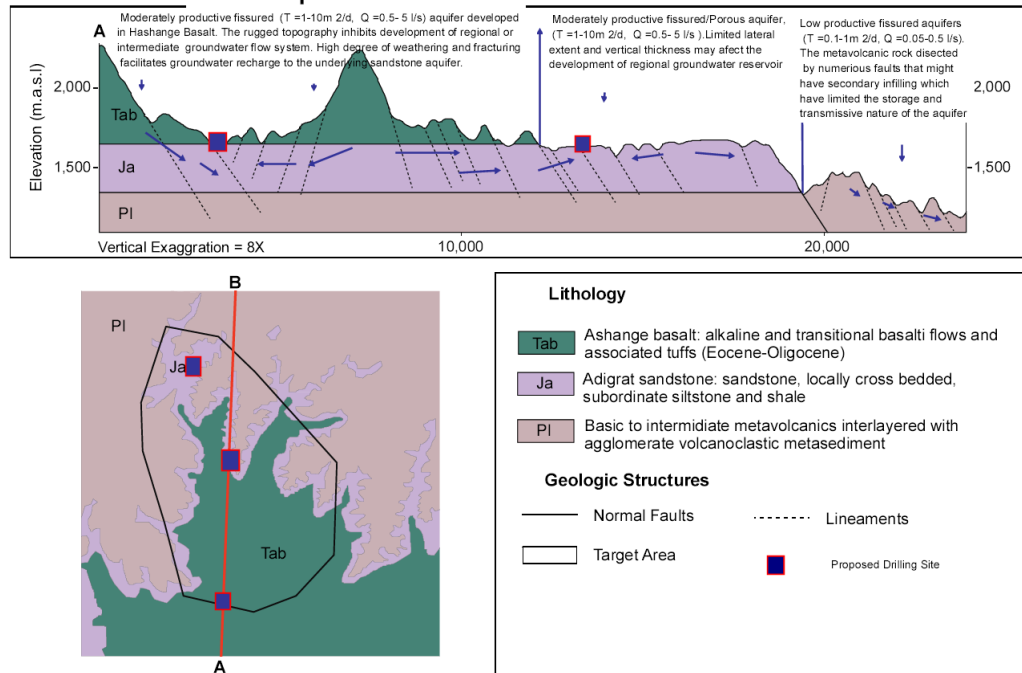 Moderately productive fissured (T =1-10m 2/d, Q =0.5- 5 l/s) aquifer developed
in Hashange Basalt. The rugged topography inhibits development of regional or
intermediate groundwater flow system. High degree of weathering and fracturing
facilitates groundwater recharge to the underlying sandstone aquifer.
Moderately productive fissured/Porous aquifer,
(T =1-10m 2/d, Q =0.5- 5 l/s ).Limited lateral
extent and vertical thickness may afect the
development of regional groundwater reservoir
Low productive fissured aquifers
(T =0.1-1m 2/d, Q =0.05-0.5 l/s).
The metavolcanic rock disected
by numerous faults that might
have secondary infilling which
have limited the storage and
transmissive nature of the aquifer
A
Elevation (m.a.s.l)
2,000
1,500
2,000
1,500
Tab
Ja
Pl
Vertical Exaggration = 8X
10,000
20,000
B
Pl
Ja
Tab
A
Lithology
Tab
Ashange basalt: alkaline and transitional basalti flows and
associated tuffs (Eocene-Oligocene)
Ja
Adigrat sandstone: sandstone, locally cross bedded,
subordinate siltstone and shale
Pl
Basic to intermidiate metavolcanics interlayered with
agglomerate volcanoclastic metasediment
Geologic Structures
Normal Faults
Lineaments
Target Area
Proposed Drilling Site